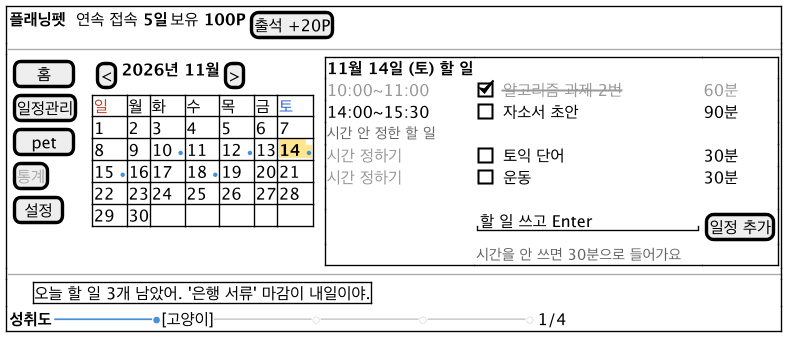 플래닝펫 연속 접속 5일 보유 100P 출석 +20P
홈
일정관리
pet
통계
설정
< 2026년 11월 >
일 월 화 수 목 금 토
1 2 3 4 5 6 7
8 9 10 11 12 13 14
15 16 17 18 19 20 21
22 23 24 25 26 27 28
29 30
11월 14일 (토) 할 일
10:00~11:00 알고리즘 과제 2번 60분
14:00~15:30 자소서 초안 90분
시간 안 정한 할 일
시간 정하기 토익 단어 30분
시간 정하기 운동 30분
할 일 쓰고 Enter 일정 추가
시간을 안 쓰면 30분으로 들어가요
오늘 할 일 3개 남았어. '은행 서류' 마감이 내일이야.
성취도 [고양이] 1/4